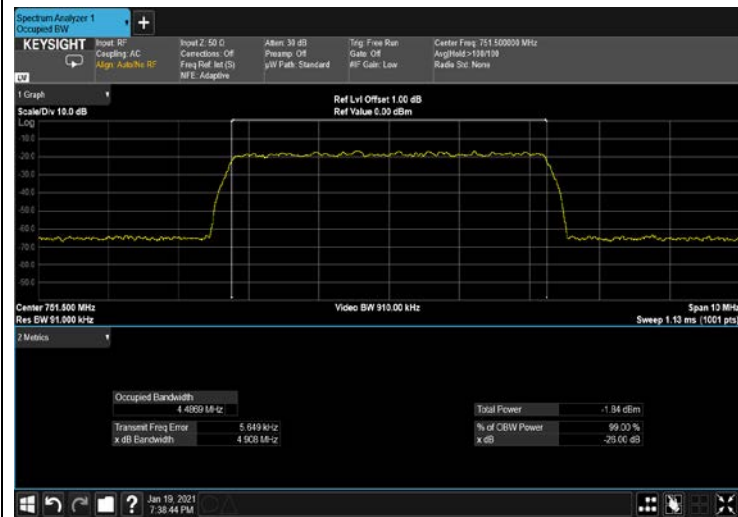 Spectrum Analyzer 1
Occupied BW
+
KEYSIGHT
Input: RF
Coupling: AC
Align: Auto/No RF
Input Z: 50 Ω
Corrections: Off
Freq Ref: Int (S)
NFE: Adaptive
Atten: 30 dB
Preamp: Off
µW Path: Standard
Trig: Free Run
Gate: Off
#IF Gain: Low
Center Freq: 751.500000 MHz
Avg|Hold>100/100
Radio Std: None
1 Graph
Scale/Div 10.0 dB
Ref Lvl Offset 1.00 dB
Ref Value 0.00 dBm
Log
-10.0
-20.0
-30.0
-40.0
-50.0
-60.0
-70.0
-80.0
-90.0
Center 751.500 MHz
Res BW 91.000 kHz
Video BW 910.00 kHz
Span 10 MHz
Sweep 1.13 ms (1001 pts)
2 Metrics
Occupied Bandwidth
4.4869 MHz
Transmit Freq Error 5.649 kHz
x dB Bandwidth 4.908 MHz
Total Power -1.84 dBm
% of OBW Power 99.00 %
x dB -26.00 dB
?
Jan 19, 2021
7:38:44 PM